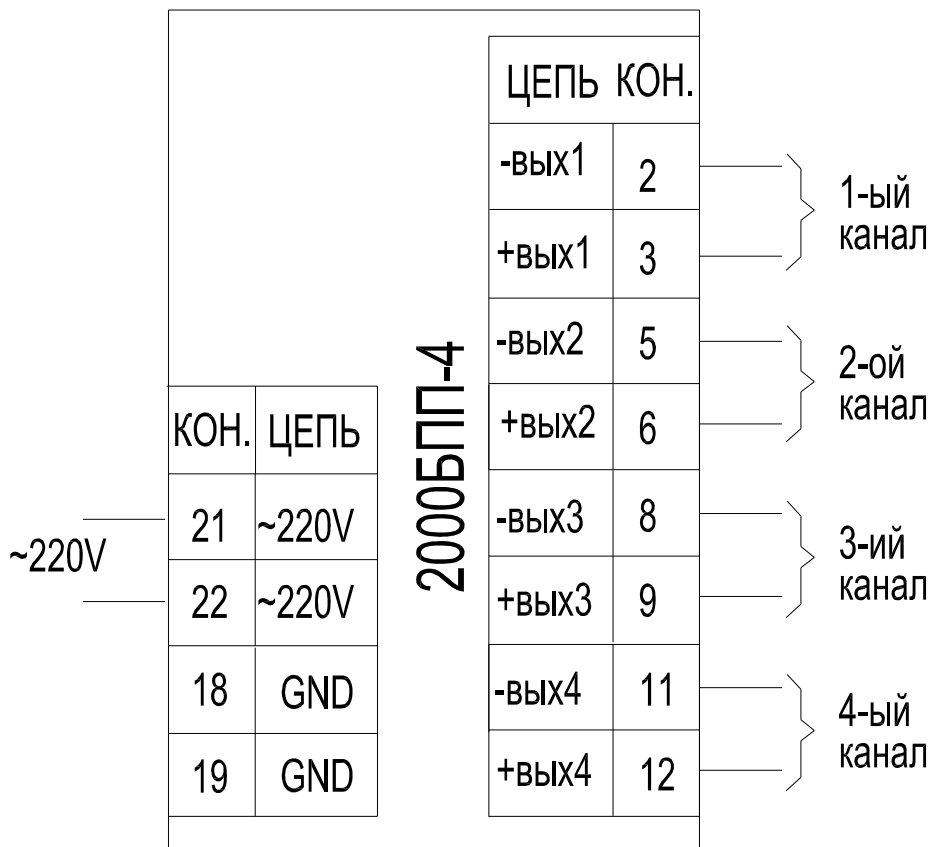 ЦЕПЬ КОН.
-вых1 2
+вых1 3
1-ый
канал
-вых2 5
+вых2 6
2-ой
канал
-вых3 8
+вых3 9
3-ий
канал
-вых4 11
+вых4 12
4-ый
канал
2000БПП-4
КОН. ЦЕПЬ
21 ~220V
22 ~220V
18 GND
19 GND
~220V